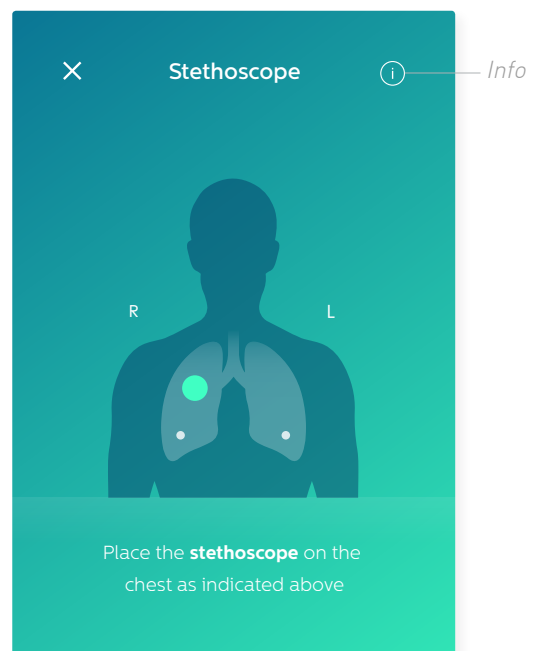 Stethoscope
i
Info
R
L
Place the stethoscope on the
chest as indicated above